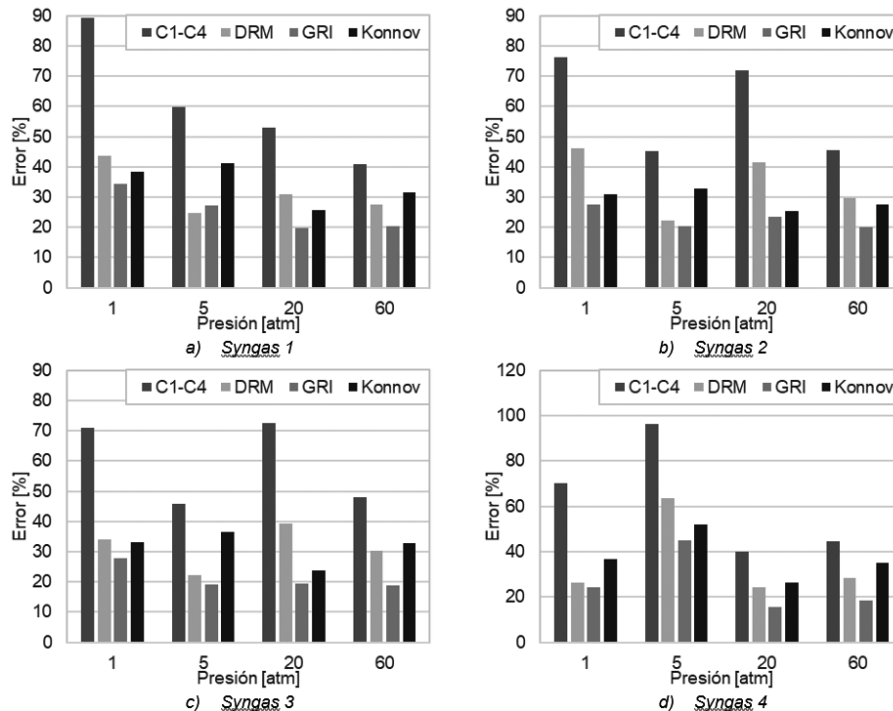 90
80
70
60
50
40
30
20
10
0
Error [%]
C1-C4 DRM GRI Konnov
1 5 20 60
Presión [atm]
a) Syngas 1
90
80
70
60
50
40
30
20
10
0
Error [%]
C1-C4 DRM GRI Konnov
1 5 20 60
Presión [atm]
b) Syngas 2
90
80
70
60
50
40
30
20
10
0
Error [%]
C1-C4 DRM GRI Konnov
1 5 20 60
Presión [atm]
c) Syngas 3
120
100
80
60
40
20
0
Error [%]
C1-C4 DRM GRI Konnov
1 5 20 60
Presión [atm]
d) Syngas 4